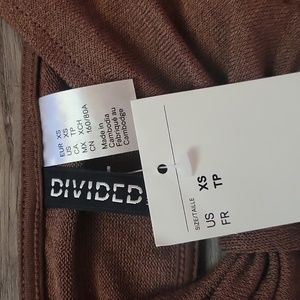 EUR XS
US XS
CA TP
MX XCH
CN 160/80A
Made in
Cambodia
Fabriqué au
Cambodge
DIVIDED
SIZE/TAILLE
XS
US TP
FR